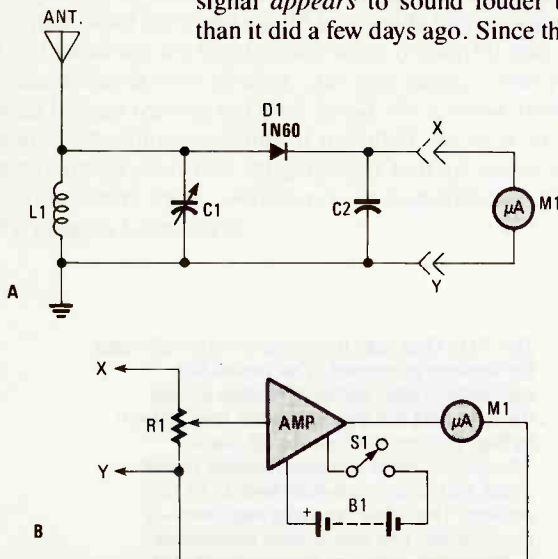 signal appears to sound louder
than it did a few days ago. Since
ANT.
D1
1N60
X
L1
C1
C2
µA
M1
Y
A
X
R1
AMP
µA
M1
S1
Y
+
B1
B